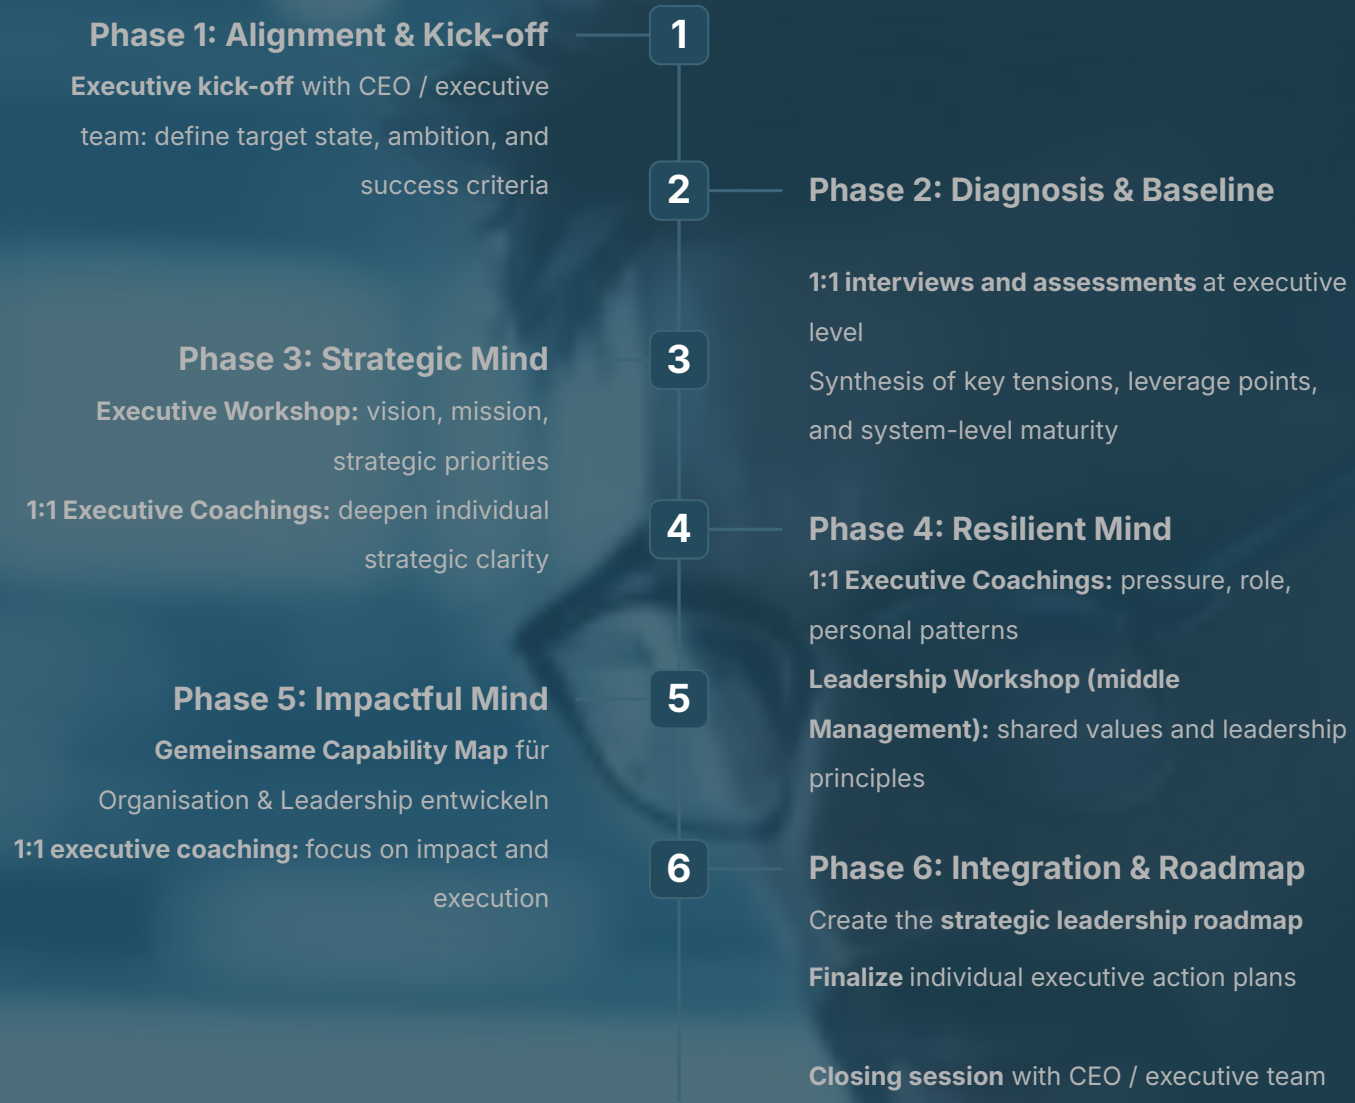 Phase 1: Alignment & Kick-off
1
Executive kick-off with CEO / executive
team: define target state, ambition, and
success criteria
2
Phase 2: Diagnosis & Baseline
1:1 interviews and assessments at executive
level
Synthesis of key tensions, leverage points,
and system-level maturity
Phase 3: Strategic Mind
3
Executive Workshop: vision, mission,
strategic priorities
1:1 Executive Coachings: deepen individual
strategic clarity
4
Phase 4: Resilient Mind
1:1 Executive Coachings: pressure, role,
personal patterns
Leadership Workshop (middle
Management): shared values and leadership
principles
Phase 5: Impactful Mind
5
Gemeinsame Capability Map für
Organisation & Leadership entwickeln
1:1 executive coaching: focus on impact and
execution
6
Phase 6: Integration & Roadmap
Create the strategic leadership roadmap
Finalize individual executive action plans
Closing session with CEO / executive team